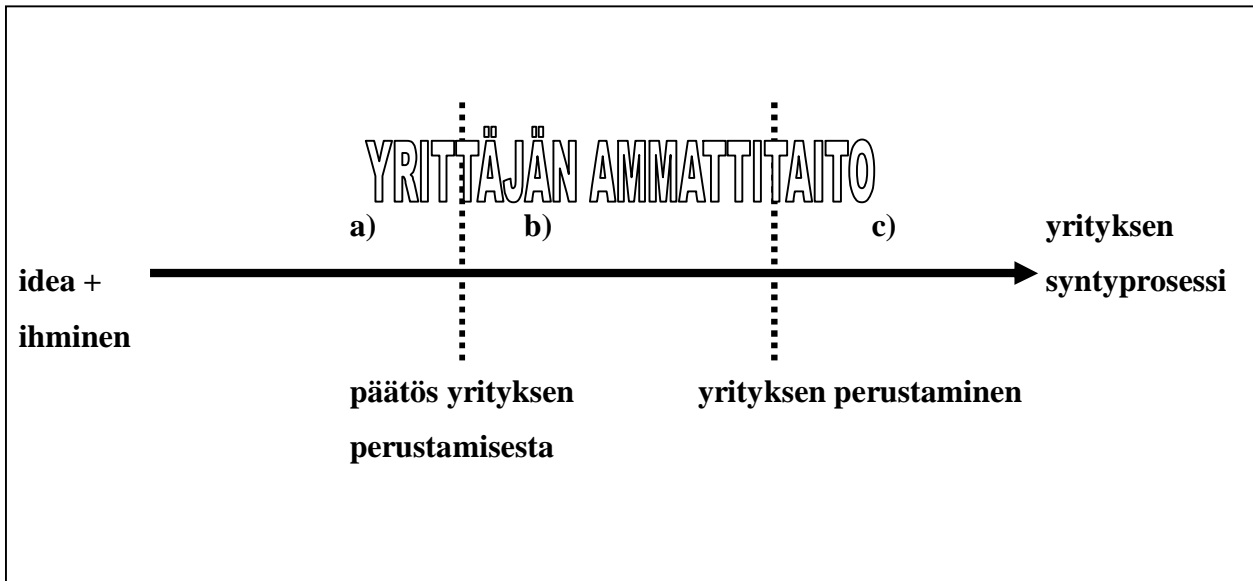 YRITTÄJÄN AMMATTITAITO
a)
b)
c)
idea +
ihminen
yrityksen
syntyprosessi
päätös yrityksen
perustamisesta
yrityksen perustaminen